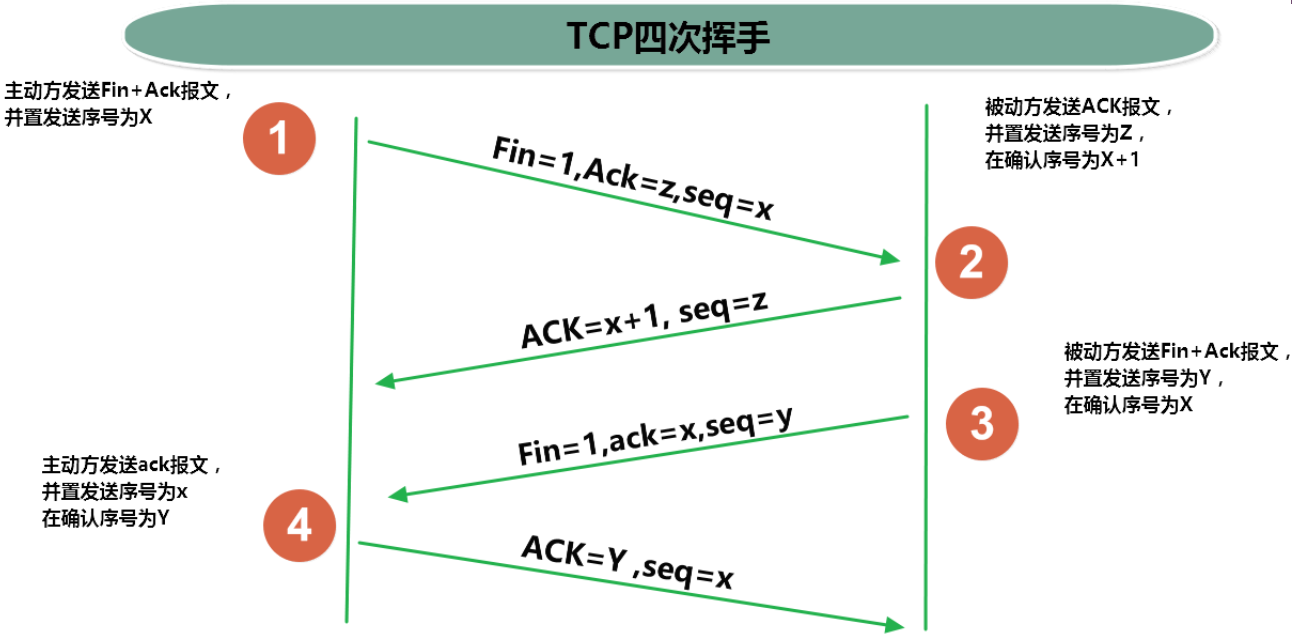 TCP四次挥手
主动方发送Fin+Ack报文，
并置发送序号为X
1
Fin=1,Ack=z,seq=x
被动方发送ACK报文，
并置发送序号为Z，
在确认序号为X+1
2
ACK=x+1, seq=z
被动方发送Fin+Ack报文，
并置发送序号为Y，
在确认序号为X
3
Fin=1,ack=x,seq=y
主动方发送ack报文，
并置发送序号为x
在确认序号为Y
4
ACK=Y ,seq=x